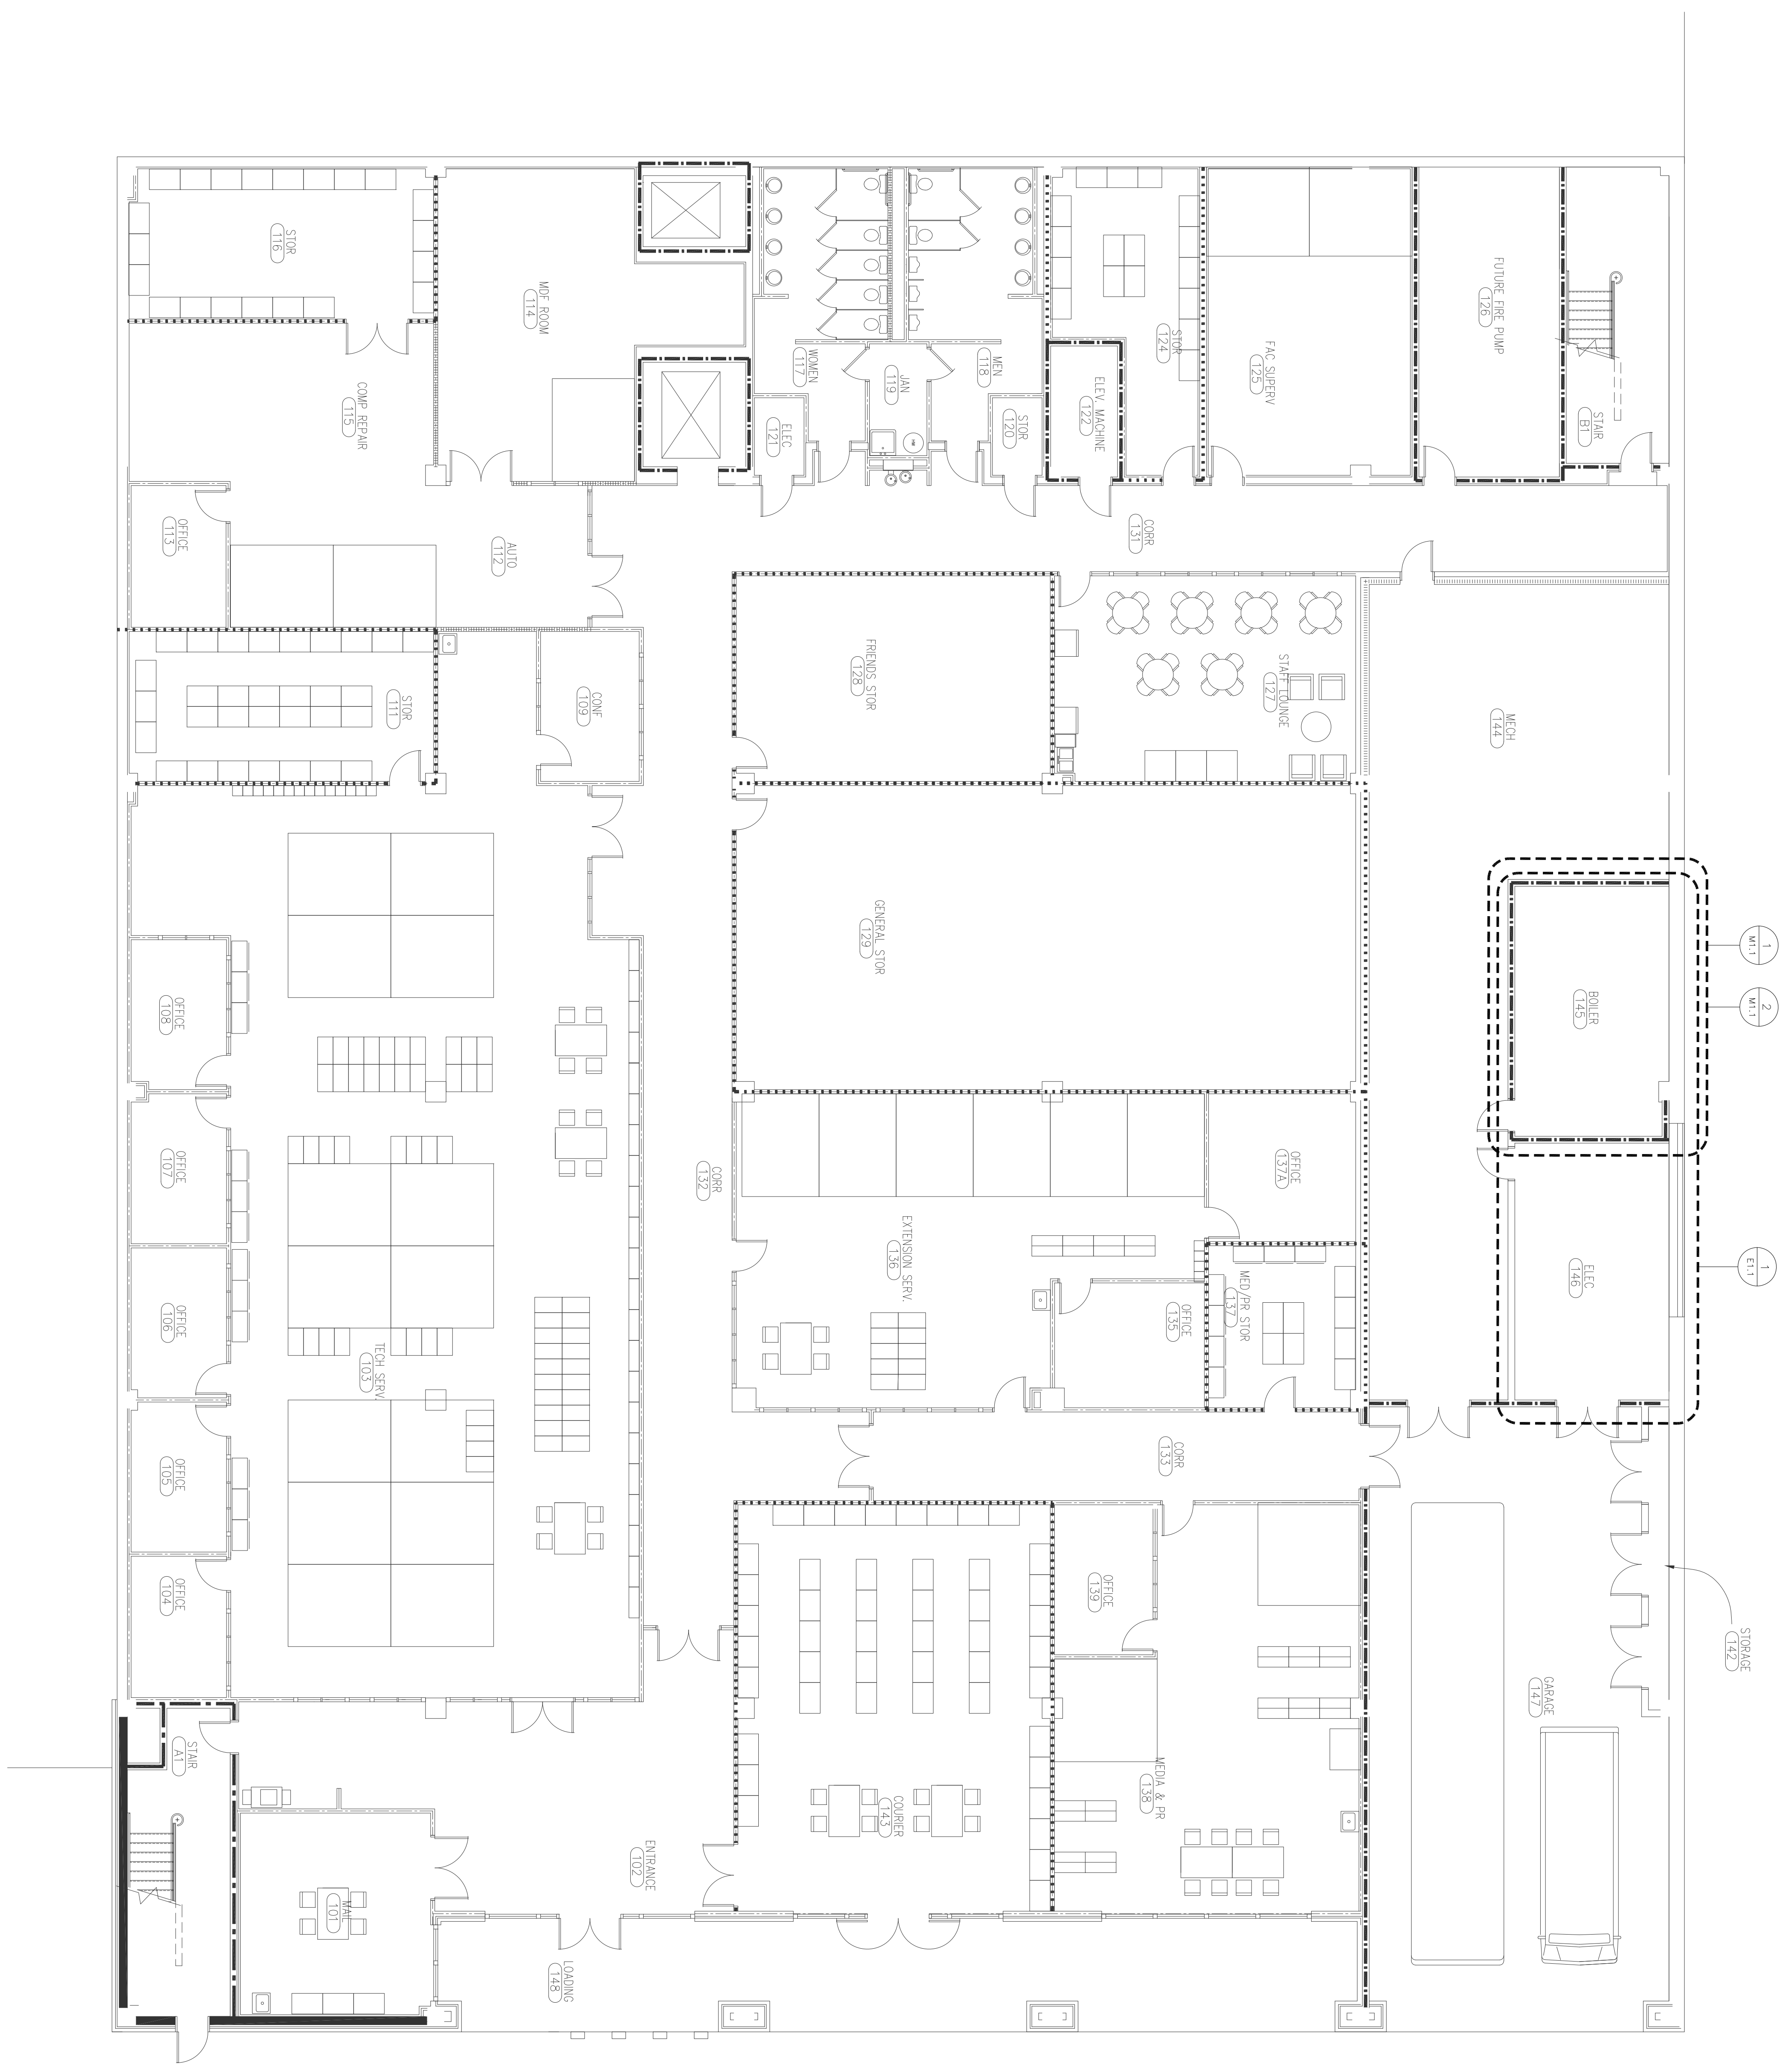 STOR
116
MDF ROOM
114
COMP REPAIR
115
WOMEN
117
MEN
118
JAN
119
STOR
120
ELEC
121
ELEV. MACHINE
122
STOR
124
FAC SUPERV
125
FUTURE FIRE PUMP
126
STAIR
B1
WH
OFFICE
113
AUTO
112
CORR
131
STOR
111
CONF
109
FRIENDS STOR
128
STAFF LOUNGE
127
MECH
144
GENERAL STOR
129
BOILER
145
1
M1.1
2
M1.1
1
E1.1
OFFICE
108
OFFICE
107
OFFICE
106
OFFICE
105
OFFICE
104
TECH SERV.
103
CORR
132
EXTENSION SERV.
136
OFFICE
137A
MED/PR STOR
137
OFFICE
135
ELEC
146
CORR
133
OFFICE
139
STORAGE
142
GARAGE
147
MEDIA & PR
138
COURIER
143
ENTRANCE
102
STAIR
A1
MAIL
101
LOADING
148